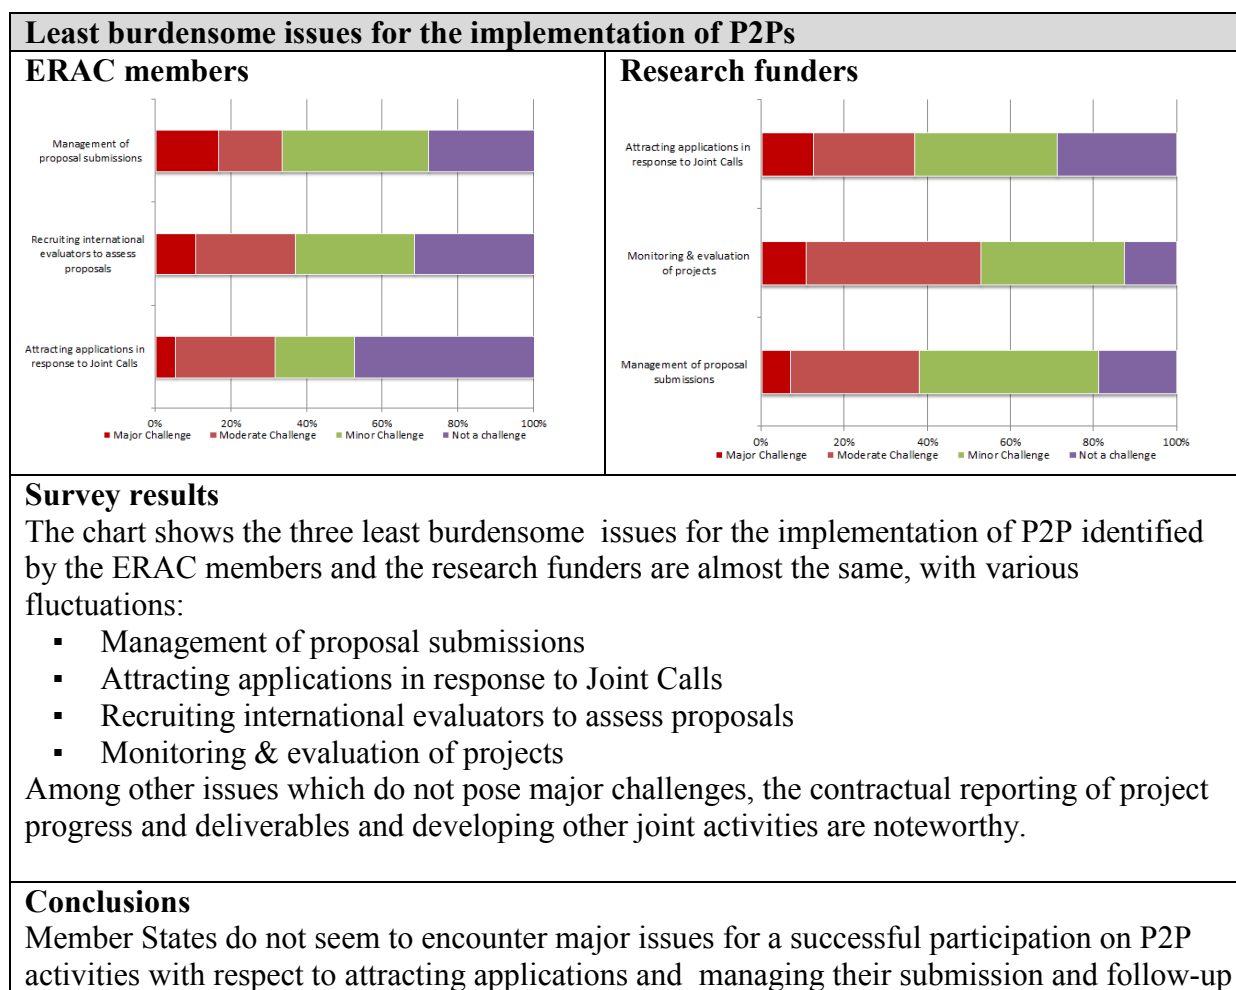 Least burdensome issues for the implementation of P2Ps
ERAC members
Management of
proposal submissions
Recruiting international
evaluators to assess
proposals
Attracting applications in
response to Joint Calls
0% 20% 40% 60% 80% 100%
Major Challenge Moderate Challenge Minor Challenge Not a challenge
Research funders
Attracting applications in
response to Joint Calls
Monitoring & evaluation
of projects
Management of proposal
submissions
0% 20% 40% 60% 80% 100%
Major Challenge Moderate Challenge Minor Challenge Not a challenge
Survey results
The chart shows the three least burdensome issues for the implementation of P2P identified
by the ERAC members and the research funders are almost the same, with various
fluctuations:
▪ Management of proposal submissions
▪ Attracting applications in response to Joint Calls
▪ Recruiting international evaluators to assess proposals
▪ Monitoring & evaluation of projects
Among other issues which do not pose major challenges, the contractual reporting of project
progress and deliverables and developing other joint activities are noteworthy.
Conclusions
Member States do not seem to encounter major issues for a successful participation on P2P
activities with respect to attracting applications and managing their submission and follow-up